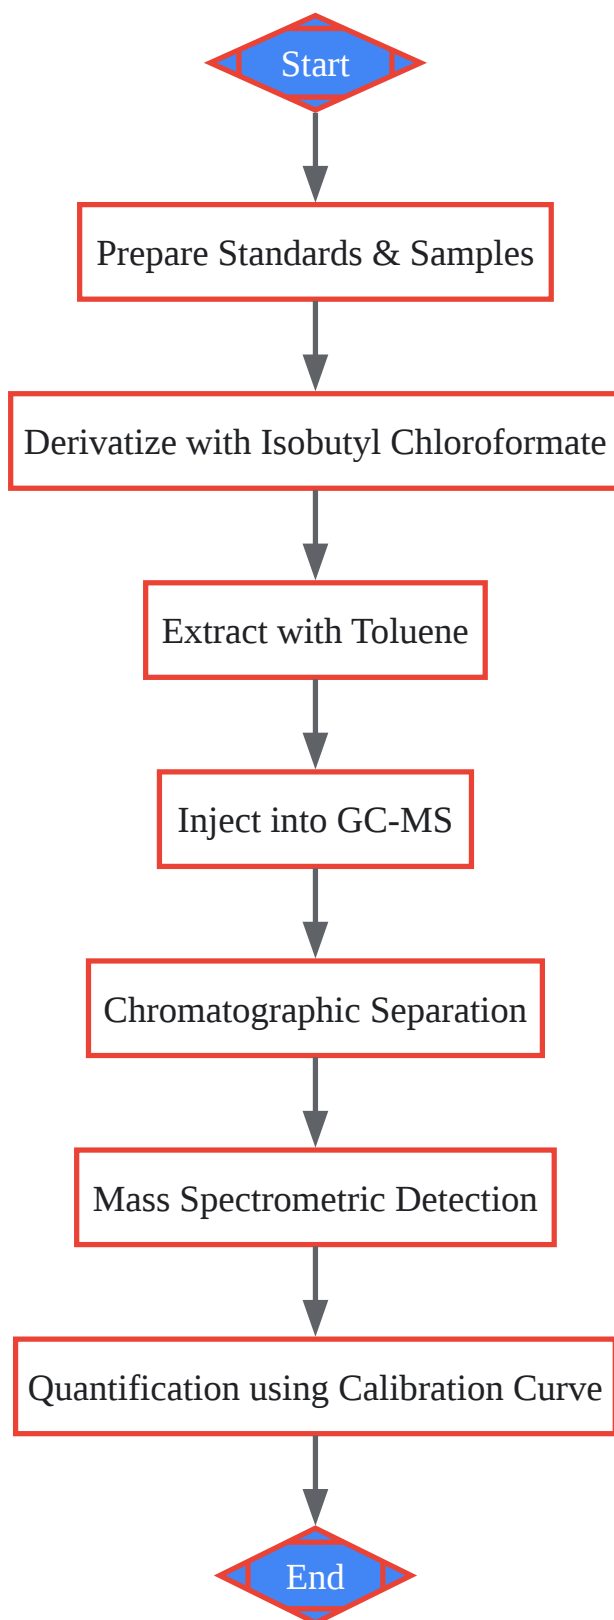 Start
Prepare Standards & Samples
Derivatize with Isobutyl Chloroformate
Extract with Toluene
Inject into GC-MS
Chromatographic Separation
Mass Spectrometric Detection
Quantification using Calibration Curve
End